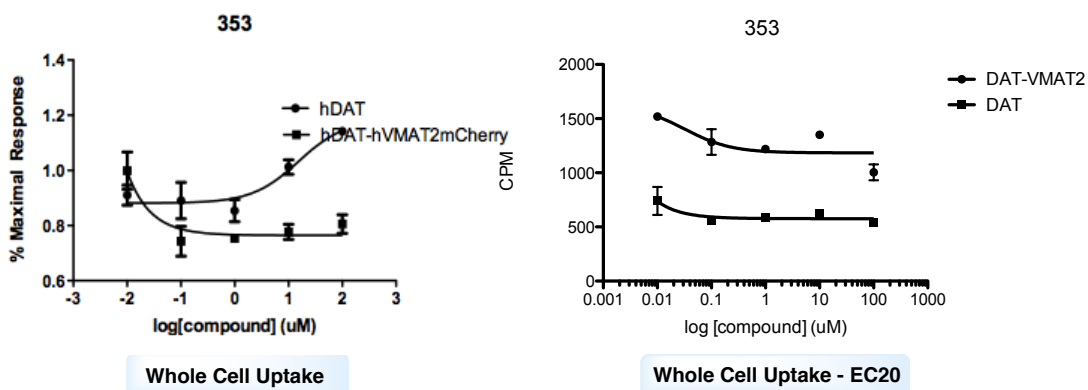 353
% Maximal Response
1.4
1.2
1.0
0.8
0.6
-3
-2
-1
0
1
2
3
log[compound] (uM)
hDAT
hDAT-hVMAT2mCherry
Whole Cell Uptake
353
CPM
2000
1500
1000
500
0
0.001
0.01
0.1
1
10
100
1000
log [compound] (uM)
DAT-VMAT2
DAT
Whole Cell Uptake - EC20